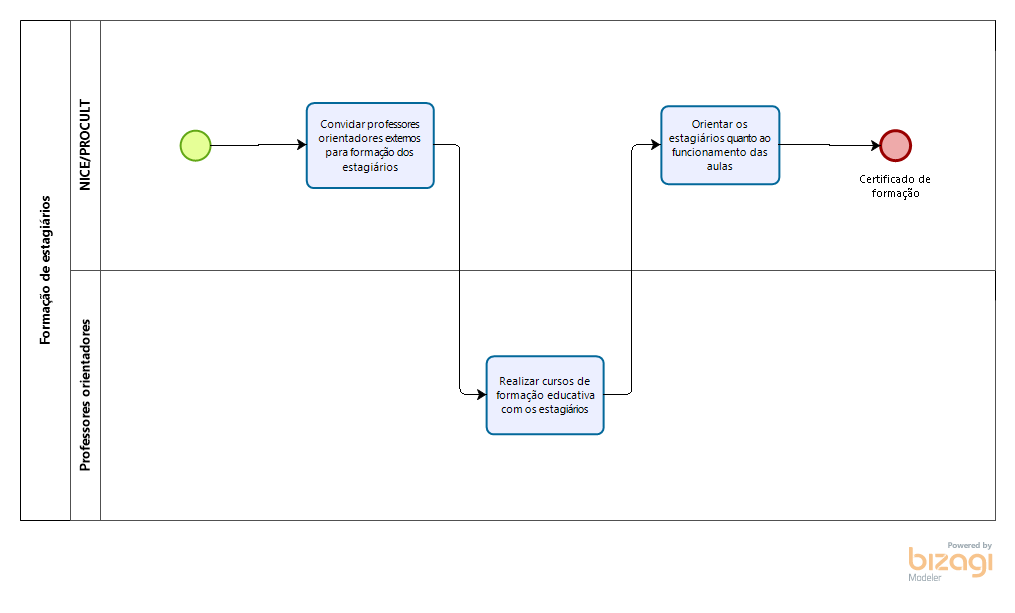 Formação de estagiários
NICE/PROCULT
Convidar professores
orientadores externos
para formação dos
estagiários
Orientar os
estagiários quanto ao
funcionamento das
aulas
Certificado de
formação
Professores orientadores
Realizar cursos de
formação educativa
com os estagiários
Powered by
bizagi
Modeler